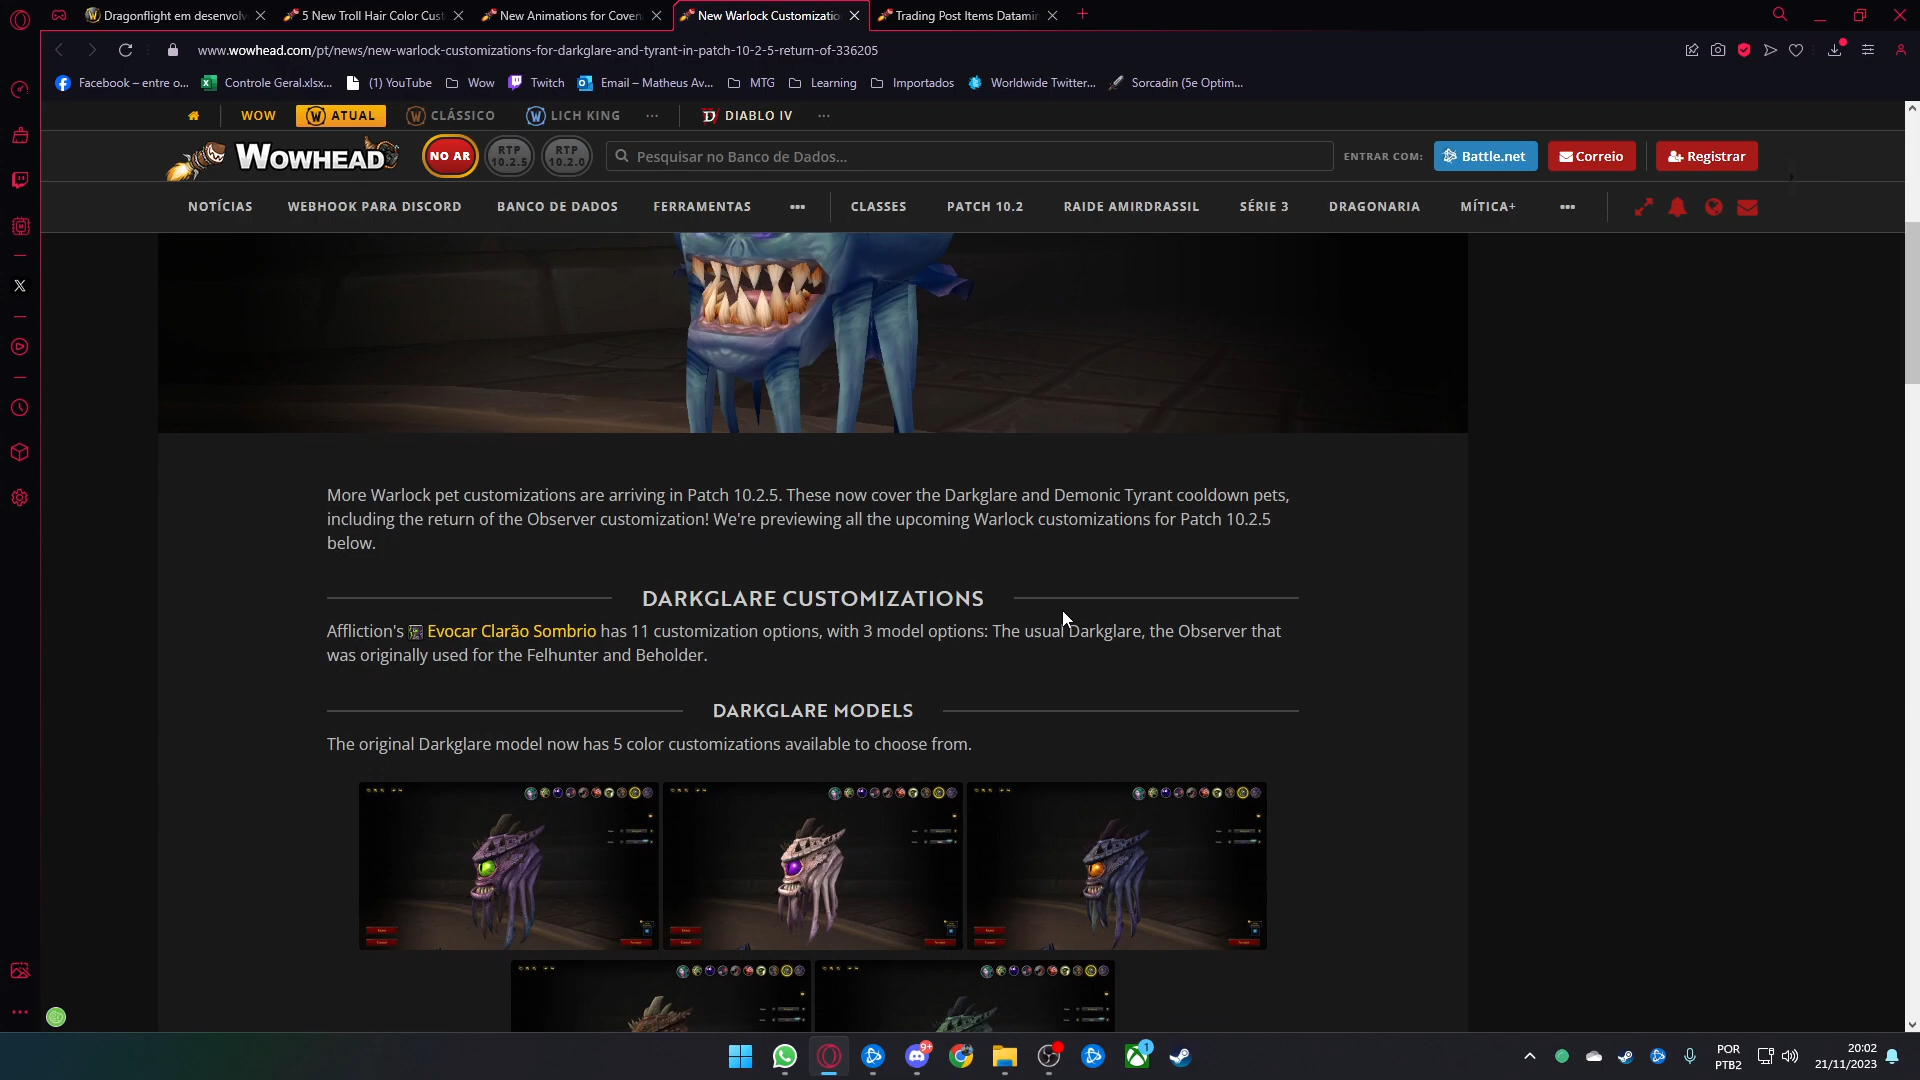 Dragonflight em desenvolv
5 New Troll Hair Color Cust
New Animations for Coven
New Warlock Customizatio
Trading Post Items Datamin
www.wowhead.com/pt/news/new-warlock-customizations-for-darkglare-and-tyrant-in-patch-10-2-5-return-of-336205
Facebook – entre o...
Controle Geral.xlsx...
(1) YouTube
Wow
Twitch
Email – Matheus Av...
MTG
Learning
Importados
Worldwide Twitter...
Sorcadin (5e Optim...
WOW
ATUAL
CLÁSSICO
LICH KING
...
DIABLO IV
...
WOWHEAD
NO AR
RTP 10.2.5
RTP 10.2.0
Pesquisar no Banco de Dados...
ENTRAR COM:
Battle.net
Correio
Registrar
NOTÍCIAS
WEBHOOK PARA DISCORD
BANCO DE DADOS
FERRAMENTAS
...
CLASSES
PATCH 10.2
RAIDE AMIRDRASSIL
SÉRIE 3
DRAGONARIA
MÍTICA+
...
More Warlock pet customizations are arriving in Patch 10.2.5. These now cover the Darkglare and Demonic Tyrant cooldown pets,
including the return of the Observer customization! We're previewing all the upcoming Warlock customizations for Patch 10.2.5
below.
DARKGLARE CUSTOMIZATIONS
Affliction's Evocar Clarão Sombrio has 11 customization options, with 3 model options: The usual Darkglare, the Observer that
was originally used for the Felhunter and Beholder.
DARKGLARE MODELS
The original Darkglare model now has 5 color customizations available to choose from.
9+
1
POR
PTB2
20:02
21/11/2023